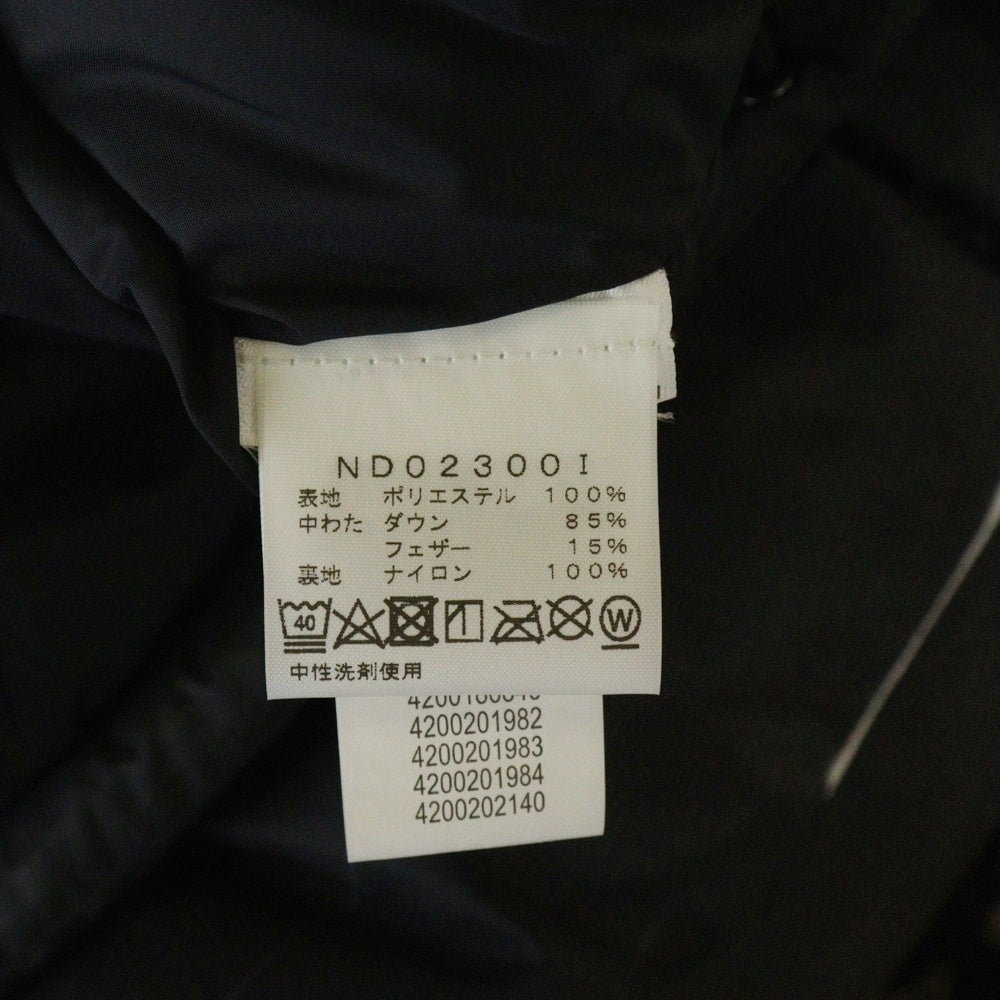 ND02300I
表地 ポリエステル 100%
中わた ダウン 85%
フェザー 15%
裏地 ナイロン 100%
40 W
中性洗剤使用
4200201982
4200201983
4200201984
4200202140